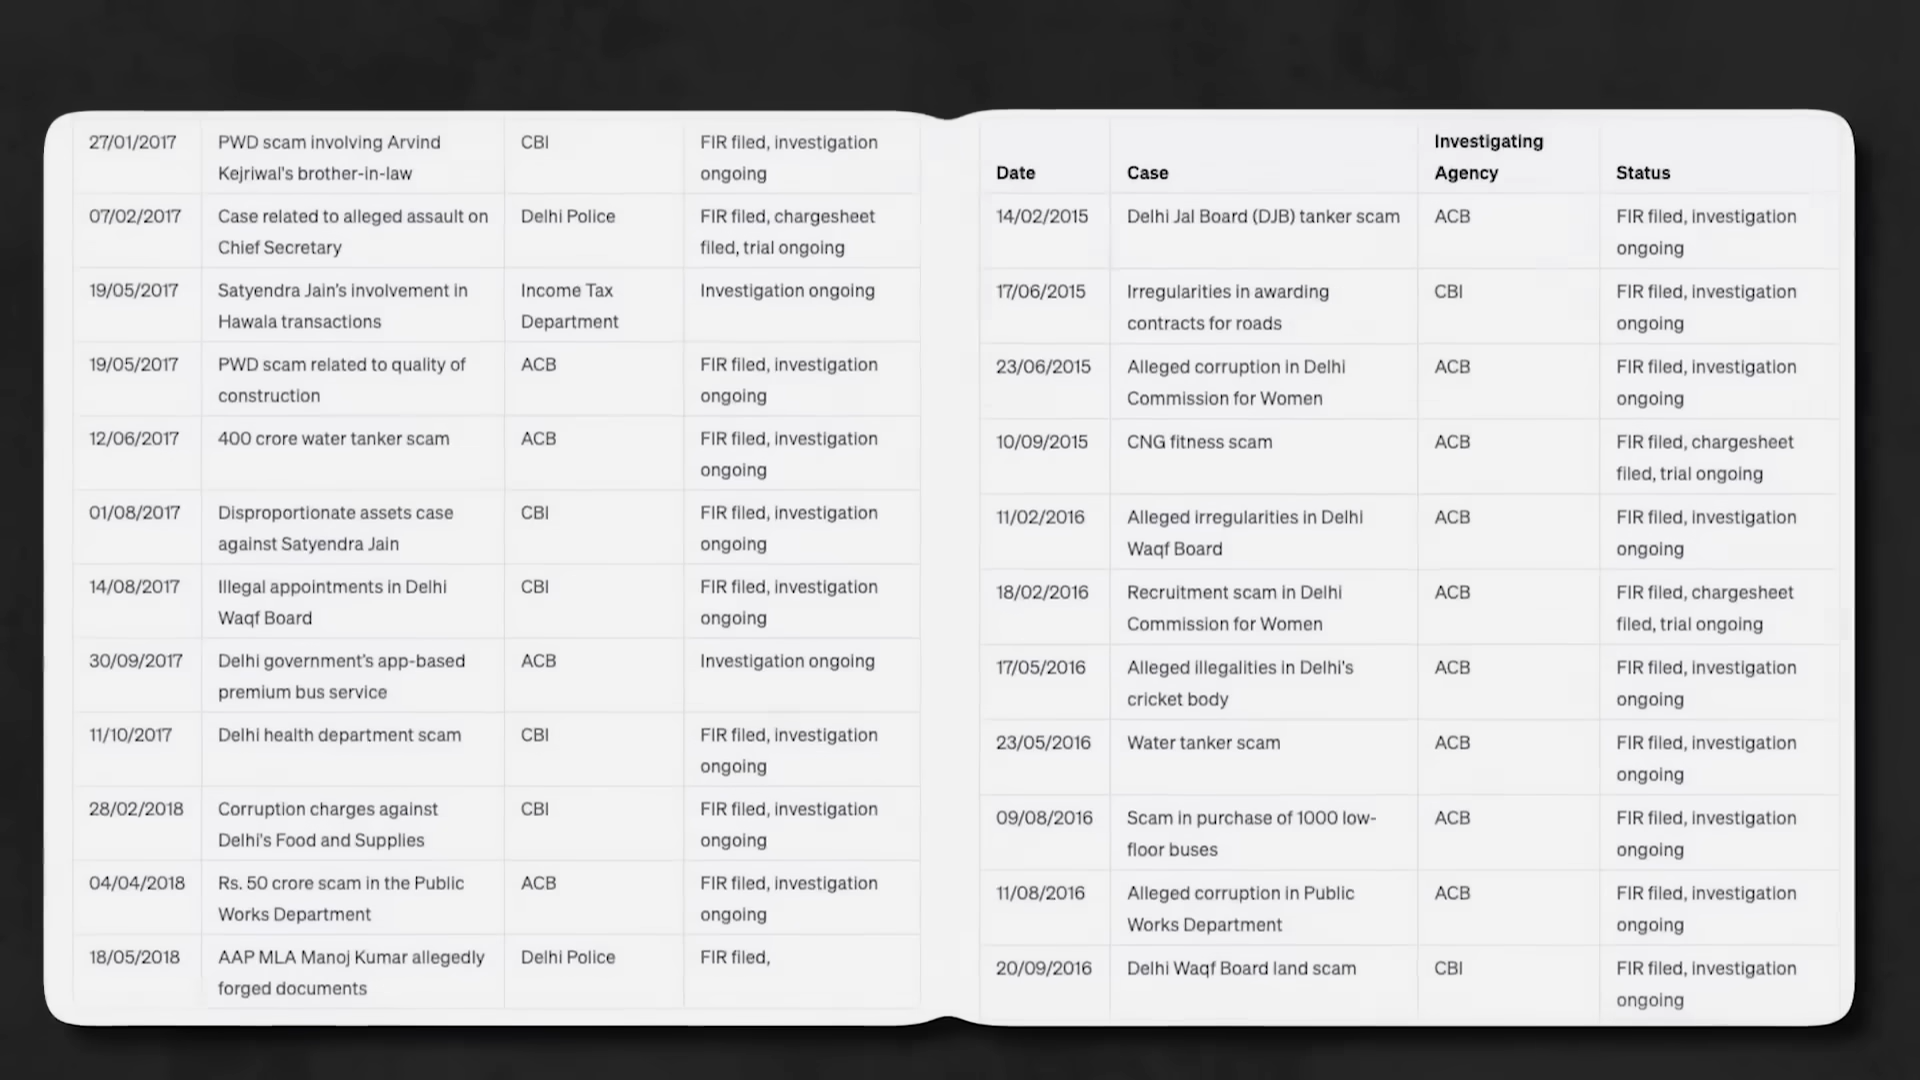 27/01/2017 PWD scam involving Arvind CBI FIR filed, investigation
Kejriwal's brother-in-law ongoing
07/02/2017 Case related to alleged assault on Delhi Police FIR filed, chargesheet
Chief Secretary filed, trial ongoing
19/05/2017 Satyendra Jain's involvement in Income Tax Investigation ongoing
Hawala transactions Department
19/05/2017 PWD scam related to quality of ACB FIR filed, investigation
construction ongoing
12/06/2017 400 crore water tanker scam ACB FIR filed, investigation
ongoing
01/08/2017 Disproportionate assets case CBI FIR filed, investigation
against Satyendra Jain ongoing
14/08/2017 Illegal appointments in Delhi CBI FIR filed, investigation
Waqf Board ongoing
30/09/2017 Delhi government's app-based ACB Investigation ongoing
premium bus service
11/10/2017 Delhi health department scam CBI FIR filed, investigation
ongoing
28/02/2018 Corruption charges against CBI FIR filed, investigation
Delhi's Food and Supplies ongoing
04/04/2018 Rs. 50 crore scam in the Public ACB FIR filed, investigation
Works Department ongoing
18/05/2018 AAP MLA Manoj Kumar allegedly Delhi Police FIR filed,
forged documents
Investigating
Date Case Agency Status
14/02/2015 Delhi Jal Board (DJB) tanker scam ACB FIR filed, investigation
ongoing
17/06/2015 Irregularities in awarding CBI FIR filed, investigation
contracts for roads ongoing
23/06/2015 Alleged corruption in Delhi ACB FIR filed, investigation
Commission for Women ongoing
10/09/2015 CNG fitness scam ACB FIR filed, chargesheet
filed, trial ongoing
11/02/2016 Alleged irregularities in Delhi ACB FIR filed, investigation
Waqf Board ongoing
18/02/2016 Recruitment scam in Delhi ACB FIR filed, chargesheet
Commission for Women filed, trial ongoing
17/05/2016 Alleged illegalities in Delhi's ACB FIR filed, investigation
cricket body ongoing
23/05/2016 Water tanker scam ACB FIR filed, investigation
ongoing
09/08/2016 Scam in purchase of 1000 low- ACB FIR filed, investigation
floor buses ongoing
11/08/2016 Alleged corruption in Public ACB FIR filed, investigation
Works Department ongoing
20/09/2016 Delhi Waqf Board land scam CBI FIR filed, investigation
ongoing